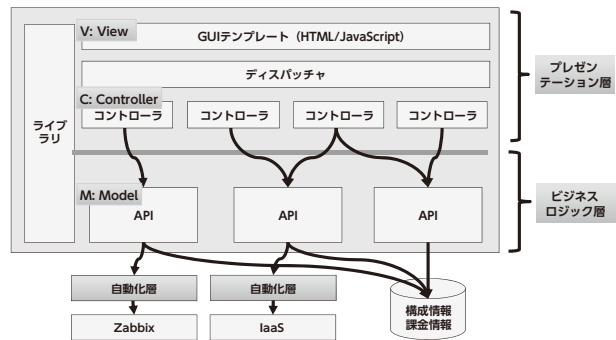 V: View
GUIテンプレート（HTML/JavaScript）
ディスパッチャ
C: Controller
コントローラ
コントローラ
コントローラ
コントローラ
ライブ
ラリ
M: Model
API
API
API
プレゼン
テーション層
ビジネス
ロジック層
自動化層
自動化層
Zabbix
IaaS
構成情報
課金情報